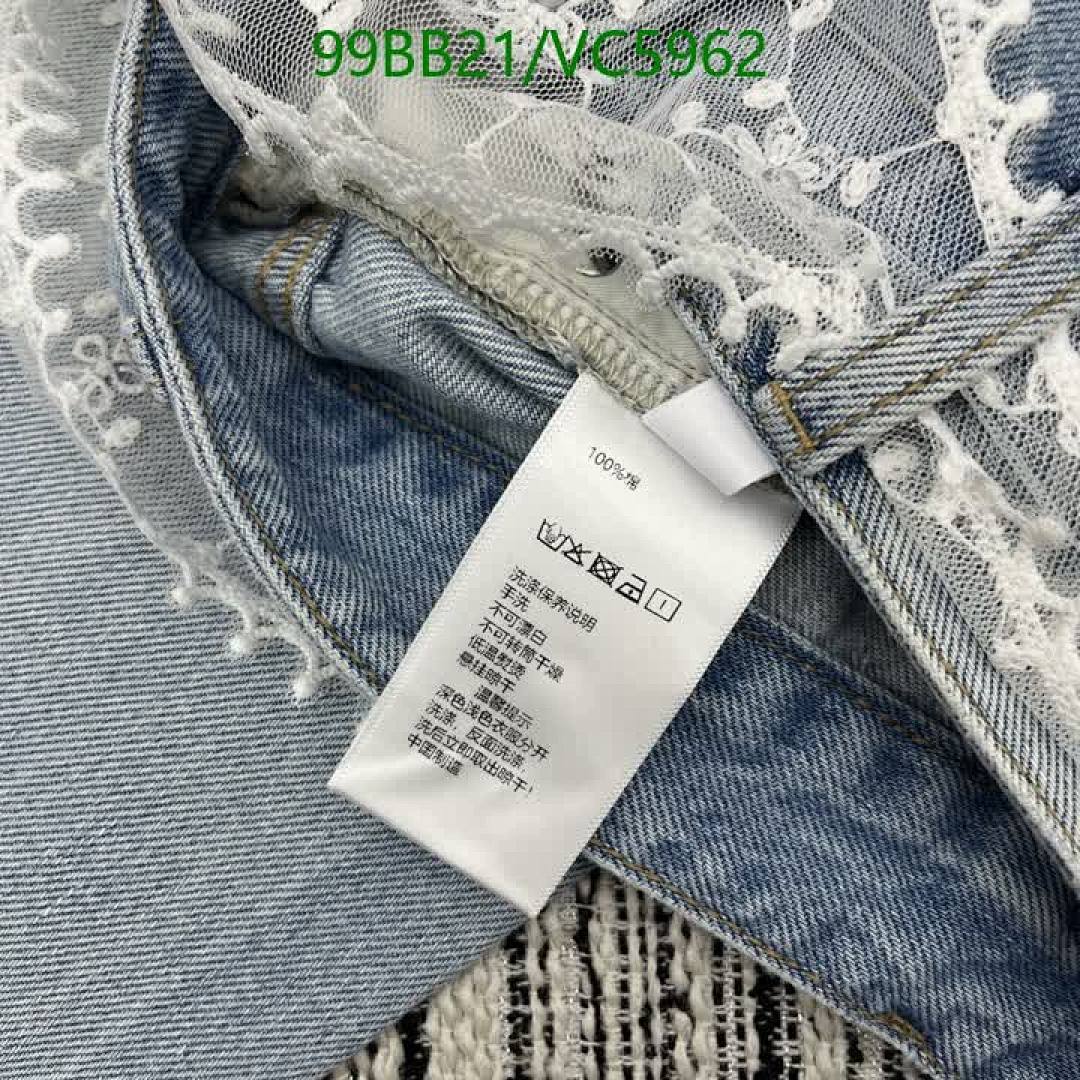 99BB21/VC5962
100%棉
洗涤保养说明
手洗
不可漂白
不可转筒干燥
低温熨烫
悬挂晾干
温馨提示
深色浅色衣服分开
洗涤，反面洗涤
洗后立即取出晾干！
中国制造